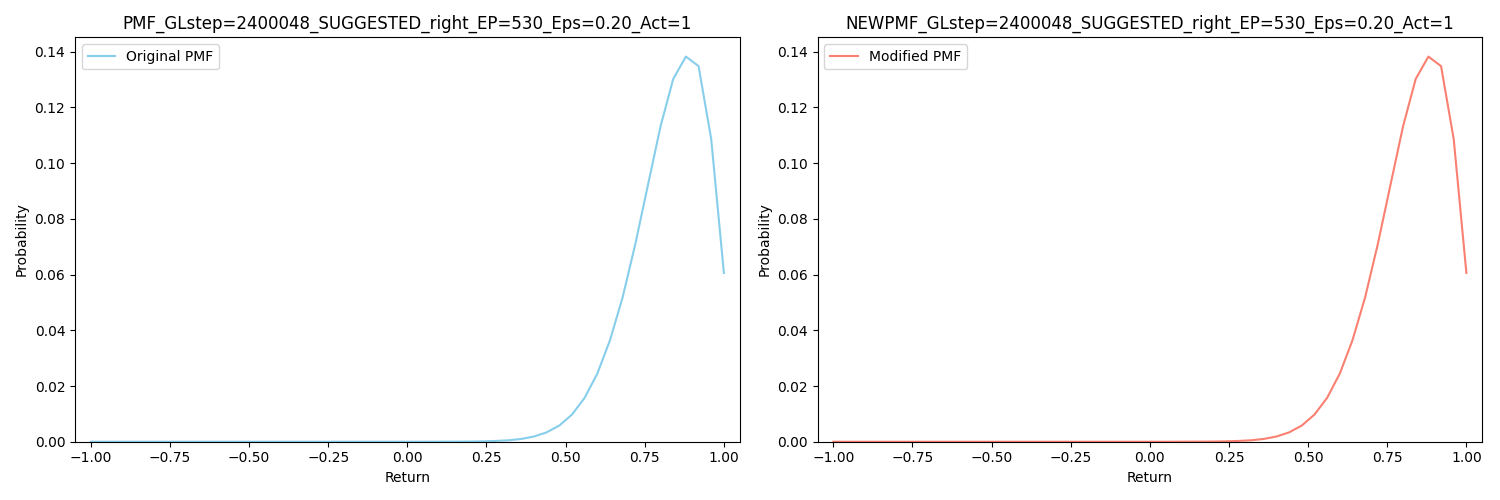 PMF_GLstep=2400048_SUGGESTED_right_EP=530_Eps=0.20_Act=1
Original PMF
Probability
0.14
0.12
0.10
0.08
0.06
0.04
0.02
0.00
−1.00 −0.75 −0.50 −0.25 0.00 0.25 0.50 0.75 1.00
Return
NEWPMF_GLstep=2400048_SUGGESTED_right_EP=530_Eps=0.20_Act=1
Modified PMF
Probability
0.14
0.12
0.10
0.08
0.06
0.04
0.02
0.00
−1.00 −0.75 −0.50 −0.25 0.00 0.25 0.50 0.75 1.00
Return